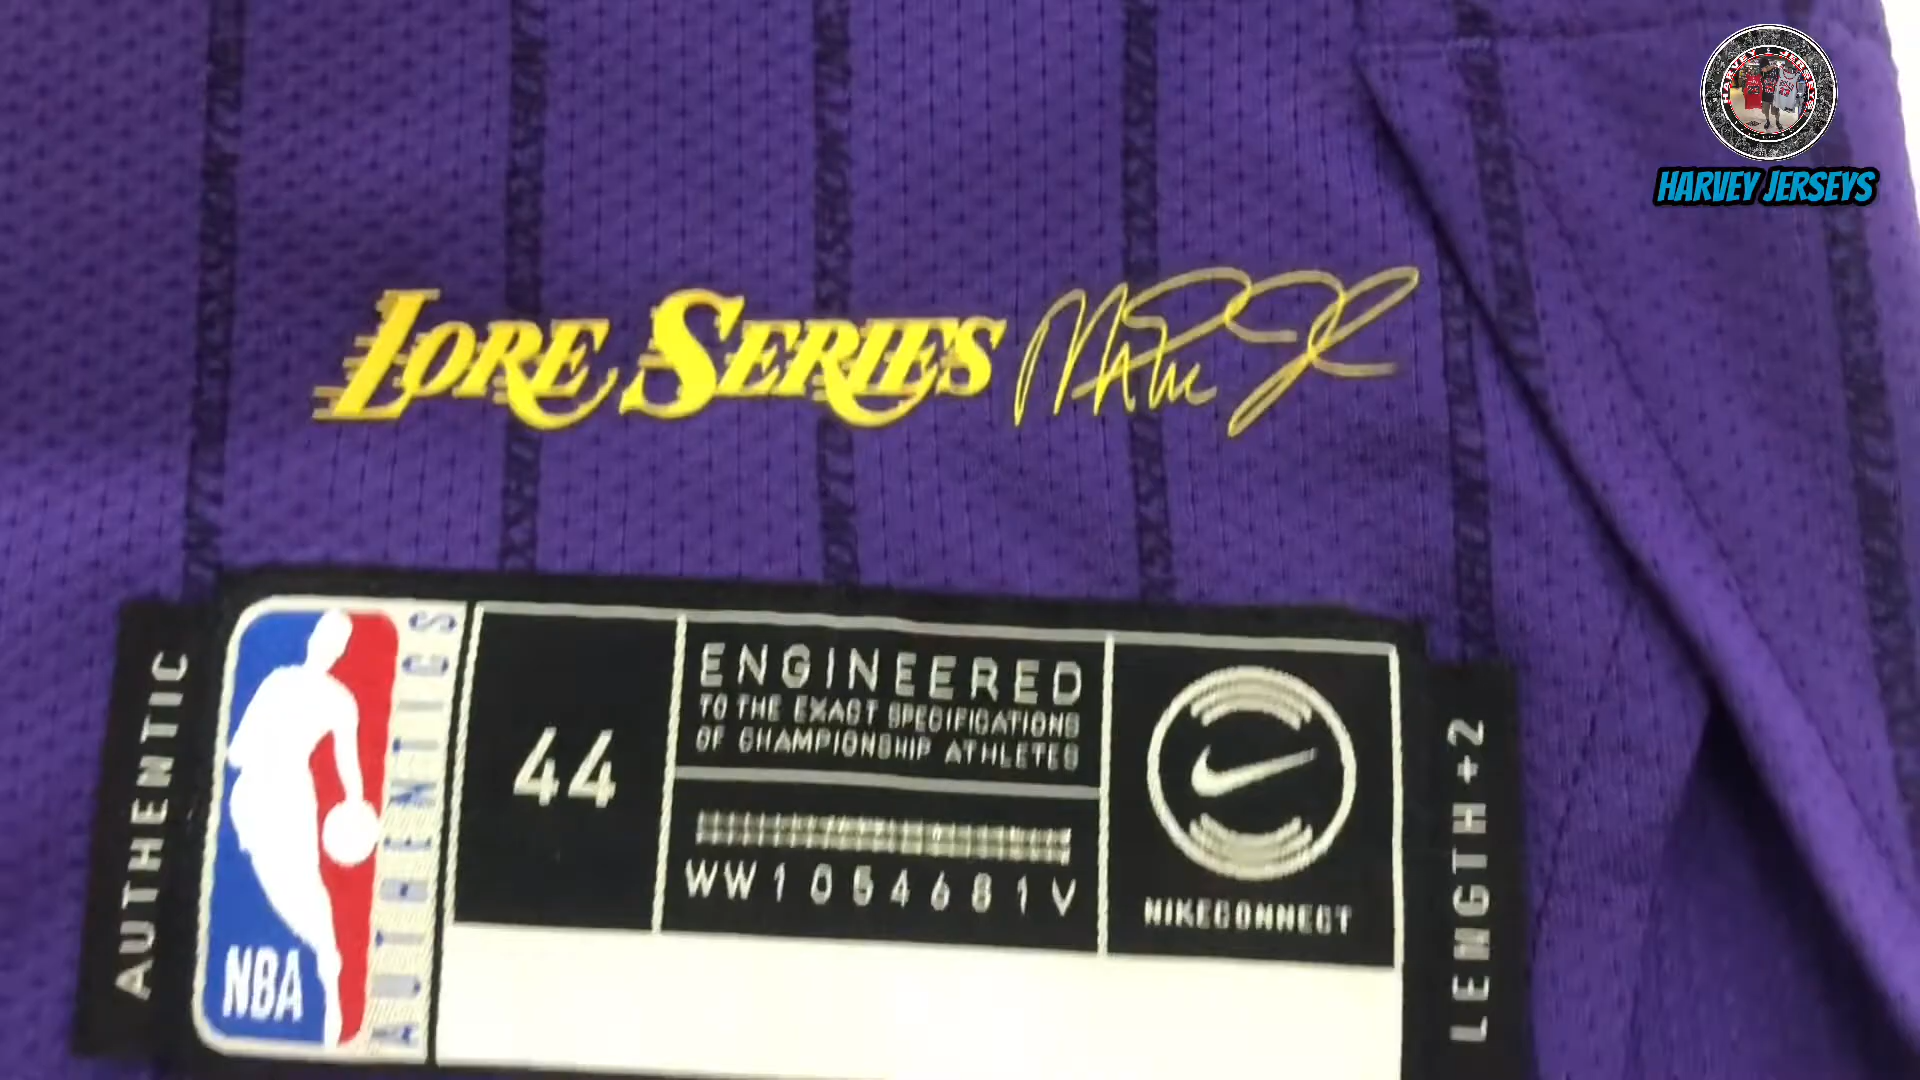 HARVEY JERSEYS
LORE SERIES
AUTHENTIC
NBA
AUTHENTICS
44
ENGINEERED
TO THE EXACT SPECIFICATIONS
OF CHAMPIONSHIP ATHLETES
WW1054681V
NIKECONNECT
LENGTH+2